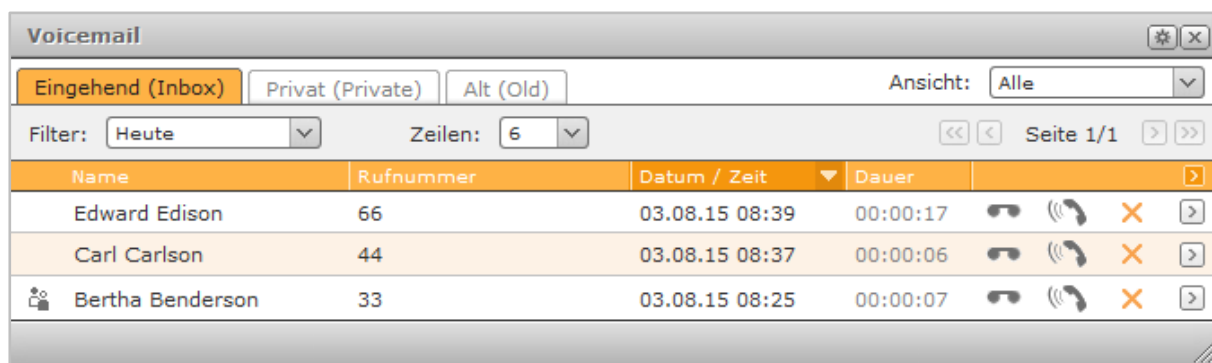 Voicemail
Eingehend (Inbox) Privat (Private) Alt (Old) Ansicht: Alle
Filter: Heute Zeilen: 6 Seite 1/1
Name Rufnummer Datum / Zeit Dauer
Edward Edison 66 03.08.15 08:39 00:00:17
Carl Carlson 44 03.08.15 08:37 00:00:06
Bertha Benderson 33 03.08.15 08:25 00:00:07